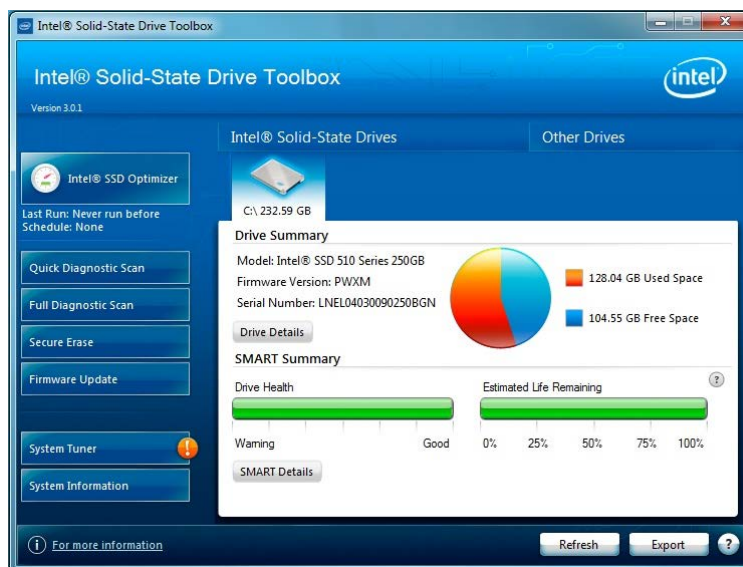 Intel® Solid-State Drive Toolbox
Intel® Solid-State Drive Toolbox
intel
Version 3.0.1
Intel® Solid-State Drives
Other Drives
Intel® SSD Optimizer
Last Run: Never run before
Schedule: None
C:\ 232.59 GB
Drive Summary
Model: Intel® SSD 510 Series 250GB
Firmware Version: PWXM
Serial Number: LNEL04030090250BGN
128.04 GB Used Space
104.55 GB Free Space
Drive Details
Quick Diagnostic Scan
Full Diagnostic Scan
Secure Erase
Firmware Update
SMART Summary
Drive Health
Estimated Life Remaining
?
Warning
Good
0% 25% 50% 75% 100%
SMART Details
System Tuner
!
System Information
i
For more information
Refresh
Export
?